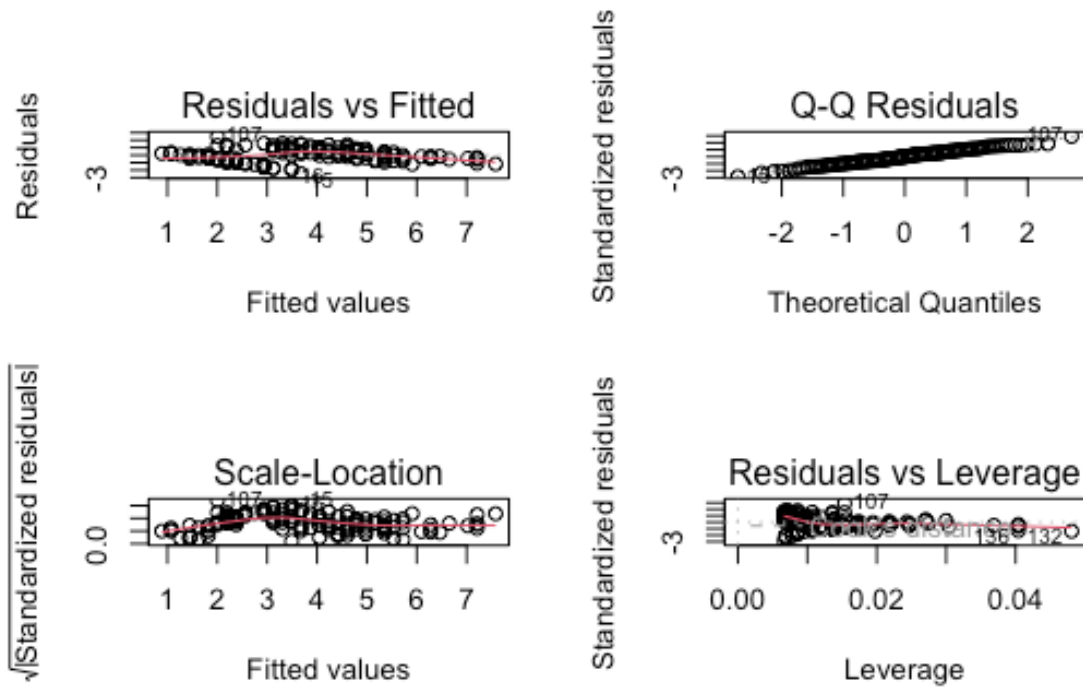 Residuals vs Fitted
Residuals
-3
107
16
15
1 2 3 4 5 6 7
Fitted values
Q-Q Residuals
Standardized residuals
-3
107
-2 -1 0 1 2
Theoretical Quantiles
Scale-Location
√|Standardized residuals|
0.0
107
15
1 2 3 4 5 6 7
Fitted values
Residuals vs Leverage
Standardized residuals
-3
107
136
132
0.00 0.02 0.04
Leverage